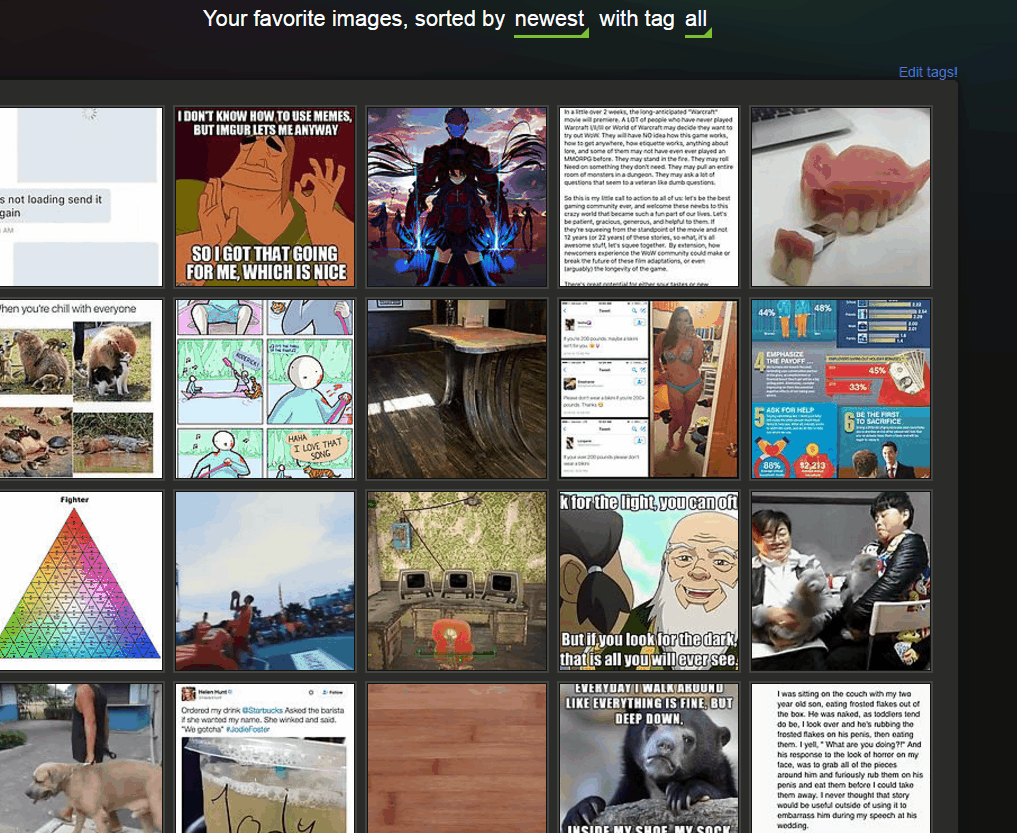 Your favorite images, sorted by newest with tag all
Edit tags!
s not loading send it
gain
AM
I DON'T KNOW HOW TO USE MEMES,
BUT IMGUR LETS ME ANYWAY
SO I GOT THAT GOING
FOR ME, WHICH IS NICE
In a little over 2 weeks, the long-anticipated "Warcraft"
movie will premiere. A LOT of people who have never played
Warcraft I/II/III or World of Warcraft may decide they want to
try out WoW. They will have NO idea how this game works,
how to get anywhere, how etiquette works, anything about
lore, and some of them may not have even ever played an
MMORPG before. They may stand in the fire. They may roll
Need on something they don't need. They may pull an entire
room of monsters in a dungeon. They may ask a lot of
questions that seem to a veteran like dumb questions.
So this is my little call to action to all of us: let's be the best
gaming community ever, and welcome these newbs to this
crazy world that became such a fun part of our lives. Let's
be patient, gracious, generous, and helpful to them. If
they're squeeing from the standpoint of the movie and not
12 years (or 22 years) of these stories, so what, it's all
awesome stuff, let's squee together. By extension, how
newcomers experience the WoW community could make or
break the future of these film adaptations, or even
(arguably) the longevity of the game.
There's great potential for either sour tastes or new
hen you're chill with everyone
HAHA
I LOVE THAT
SONG
If you're 200 pounds, maybe a bikini
isn't for you.
Please don't wear a bikini if you're 200+
pounds. Thanks
If your over 200 pounds please don't
wear a bikini
44%
48%
4 EMPHASIZE
THE PAYOFF ...
45%
33%
5 ASK FOR HELP
88%
$2,213
6 BE THE FIRST
TO SACRIFICE
Fighter
k for the light, you can oft
But if you look for the dark,
that is all you will ever see.
Helen Hunt
Follow
Ordered my drink @Starbucks Asked the barista
if she wanted my name. She winked and said.
"We gotcha" #JodieFoster
Jody
EVERYDAY I WALK AROUND
LIKE EVERYTHING IS FINE, BUT
DEEP DOWN,
INSIDE MY SHOE, MY SOCK
I was sitting on the couch with my two
year old son, eating frosted flakes out of
the box. He was naked, as toddlers tend
do be, I look over and he's rubbing the
frosted flakes on his penis, then eating
them. I yell, " What are you doing?!" And
his response to the look of horror on my
face, was to grab all of the pieces
around him and furiously rub them on his
penis and eat them before I could take
them away. I never thought that story
would be useful outside of using it to
embarrass him during my speech at his
wedding.